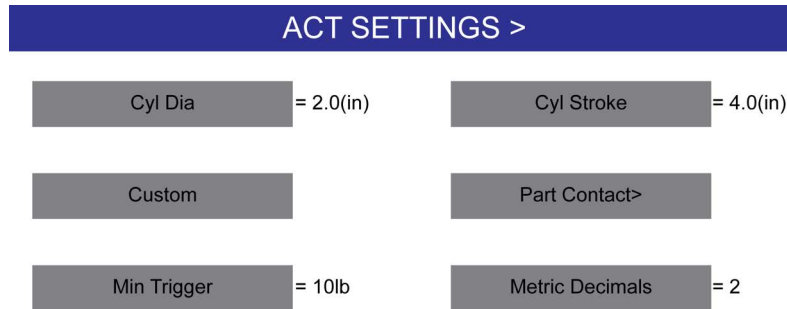 ACT SETTINGS >
Cyl Dia = 2.0(in)
Cyl Stroke = 4.0(in)
Custom
Part Contact>
Min Trigger = 10lb
Metric Decimals = 2